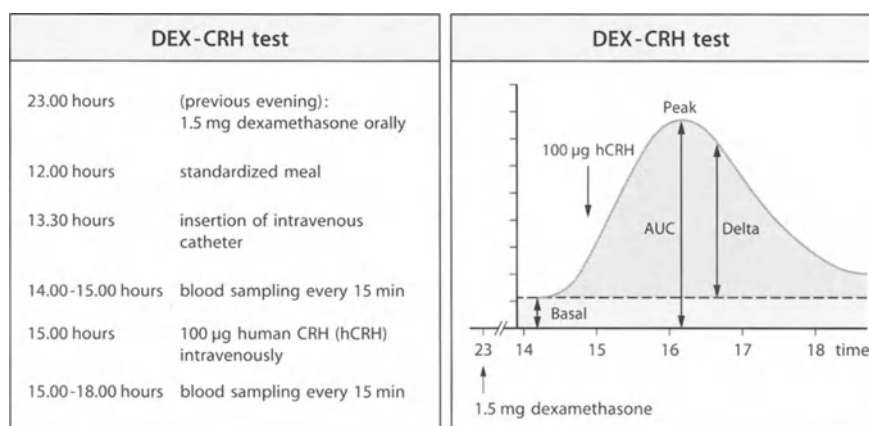 DEX-CRH test
23.00 hours (previous evening):
1.5 mg dexamethasone orally
12.00 hours standardized meal
13.30 hours insertion of intravenous
catheter
14.00-15.00 hours blood sampling every 15 min
15.00 hours 100 µg human CRH (hCRH)
intravenously
15.00-18.00 hours blood sampling every 15 min
DEX-CRH test
Peak
100 µg hCRH
AUC
Delta
Basal
23 14 15 16 17 18 time
1.5 mg dexamethasone